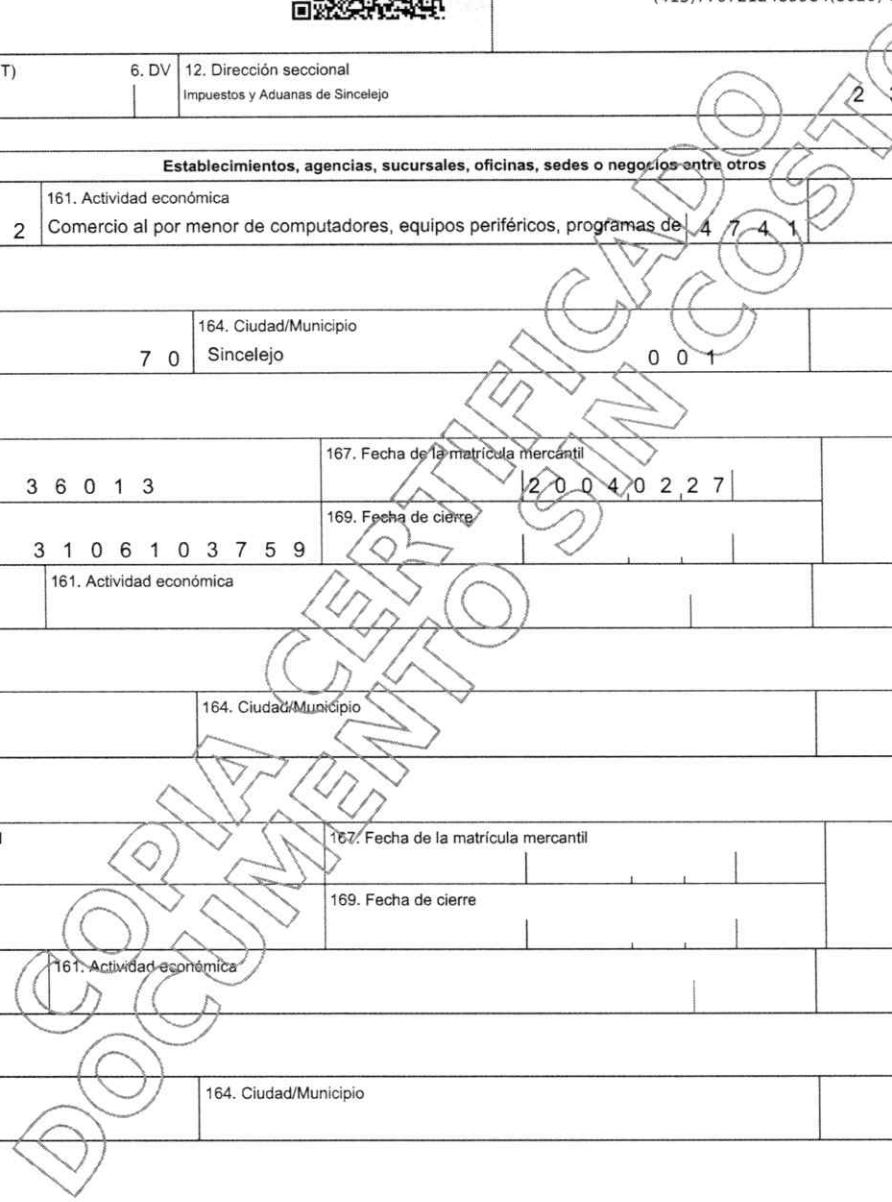 T) 6. DV 12. Dirección seccional
Impuestos y Aduanas de Sincelejo 2
Establecimientos, agencias, sucursales, oficinas, sedes o negocios entre otros
161. Actividad económica
2 Comercio al por menor de computadores, equipos periféricos, programas de 4 7 4 1
164. Ciudad/Municipio
7 0 Sincelejo 0 0 1
167. Fecha de la matrícula mercantil
3 6 0 1 3 2 0 0 4 0 2 2 7
169. Fecha de cierre
3 1 0 6 1 0 3 7 5 9
161. Actividad económica
164. Ciudad/Municipio
167. Fecha de la matrícula mercantil
169. Fecha de cierre
161. Actividad económica
164. Ciudad/Municipio
COPIA CERTIFICADO
DOCUMENTO SIN COSTO